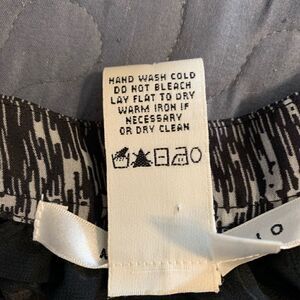 HAND WASH COLD
DO NOT BLEACH
LAY FLAT TO DRY
WARM IRON IF
NECESSARY
OR DRY CLEAN
L O